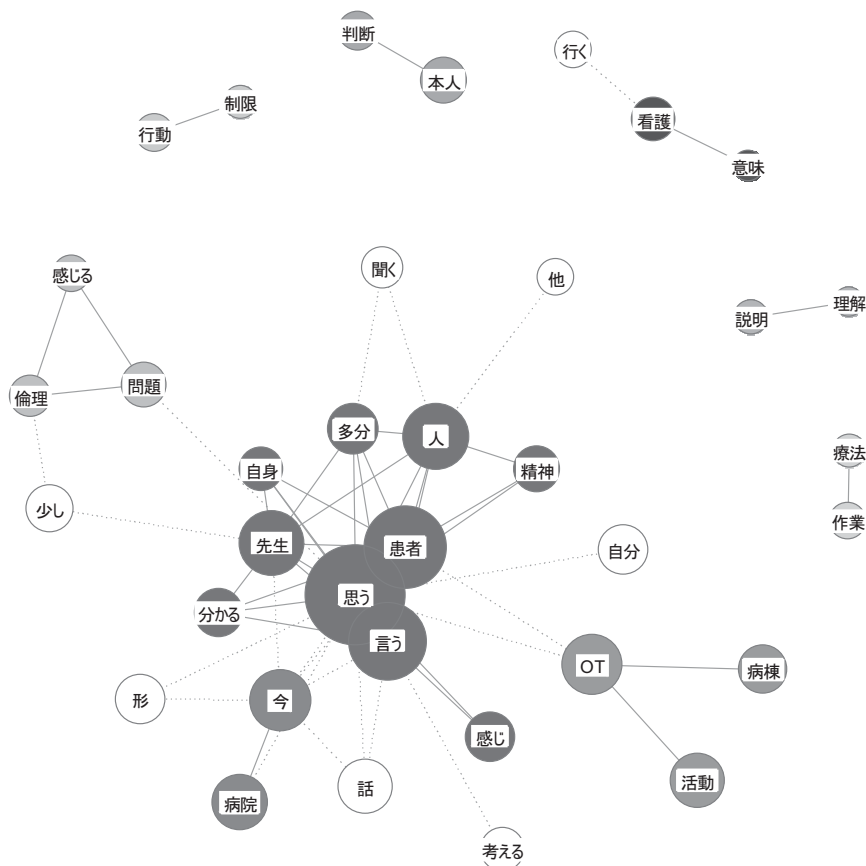 判断
行く
本人
制限
看護
行動
意味
聞く
感じる
他
理解
説明
問題
倫理
多分
人
療法
自身
精神
少し
作業
先生
患者
自分
思う
分かる
言う
OT
病棟
形
今
感じ
活動
話
病院
考える